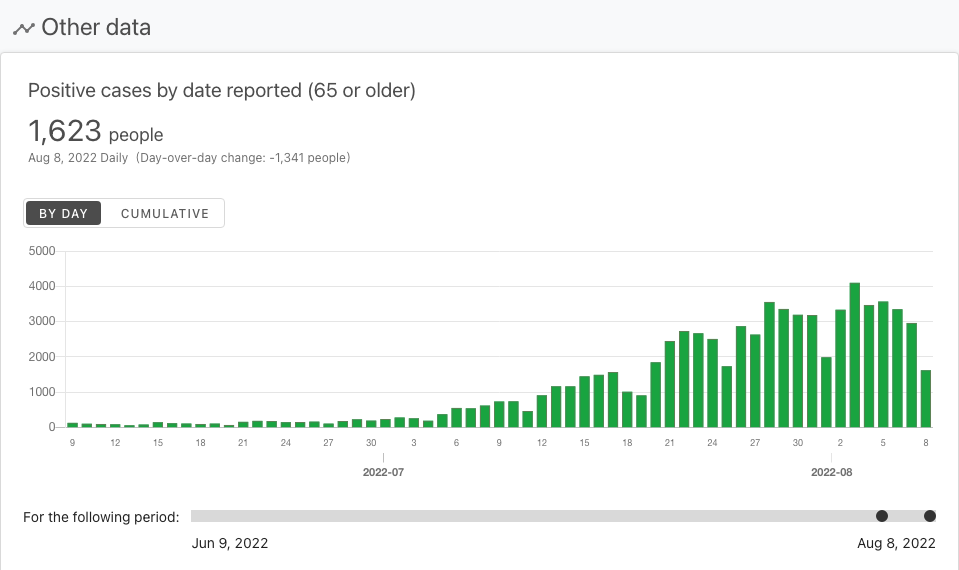 Other data
Positive cases by date reported (65 or older)
1,623 people
Aug 8, 2022 Daily (Day-over-day change: -1,341 people)
BY DAY CUMULATIVE
5000
4000
3000
2000
1000
0
9 12 15 18 21 24 27 30 3 6 9 12 15 18 21 24 27 30 2 5 8
2022-07 2022-08
For the following period:
Jun 9, 2022 Aug 8, 2022